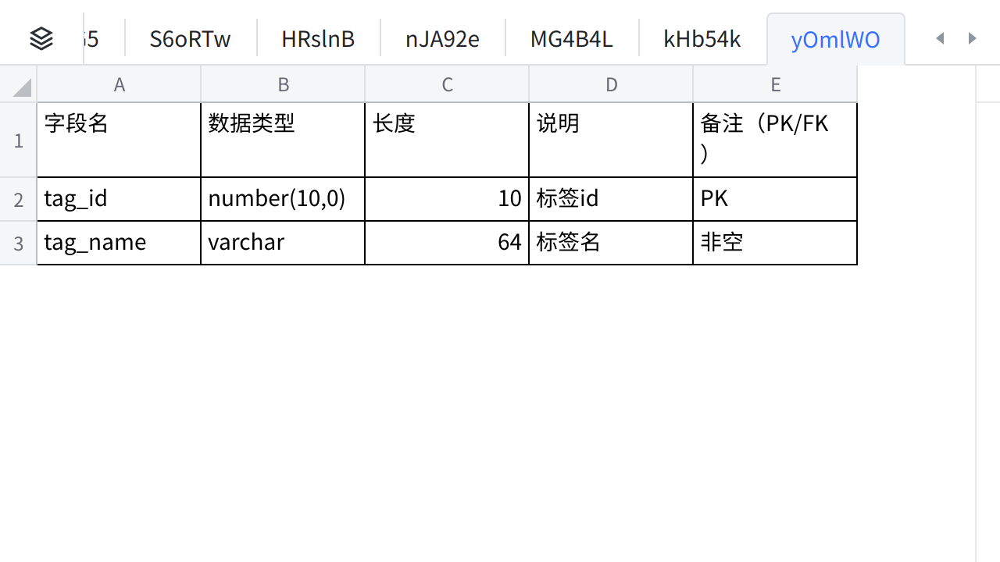 S6oRTw HRslnB nJA92e MG4B4L kHb54k yOmlWO
A B C D E
1 字段名 数据类型 长度 说明 备注（PK/FK
）
2 tag_id number(10,0) 10 标签id PK
3 tag_name varchar 64 标签名 非空